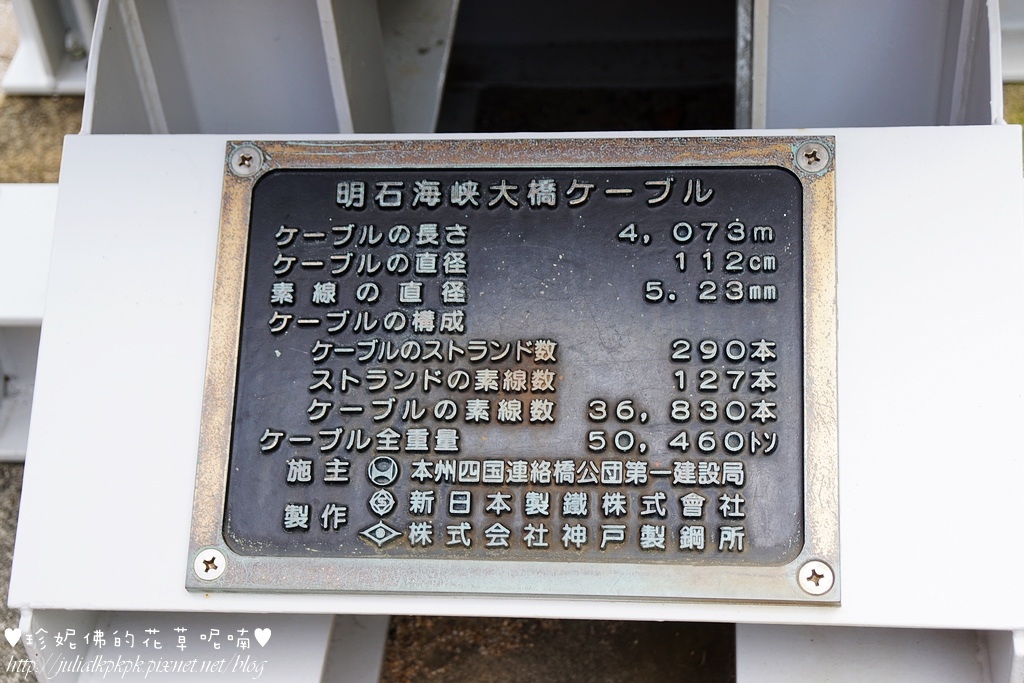 明石海峡大橋ケーブル
ケーブルの長さ 4,073m
ケーブルの直径 112cm
素線の直径 5.23mm
ケーブルの構成
ケーブルのストランド数 290本
ストランドの素線数 127本
ケーブルの素線数 36,830本
ケーブル全重量 50,460トン
施主 本州四国連絡橋公団第一建設局
製作 新日本製鐵株式會社
株式会社神戸製鋼所
♥珍妮佛的花草呢喃♥
http://julialkpkpk.pixnet.net/blog